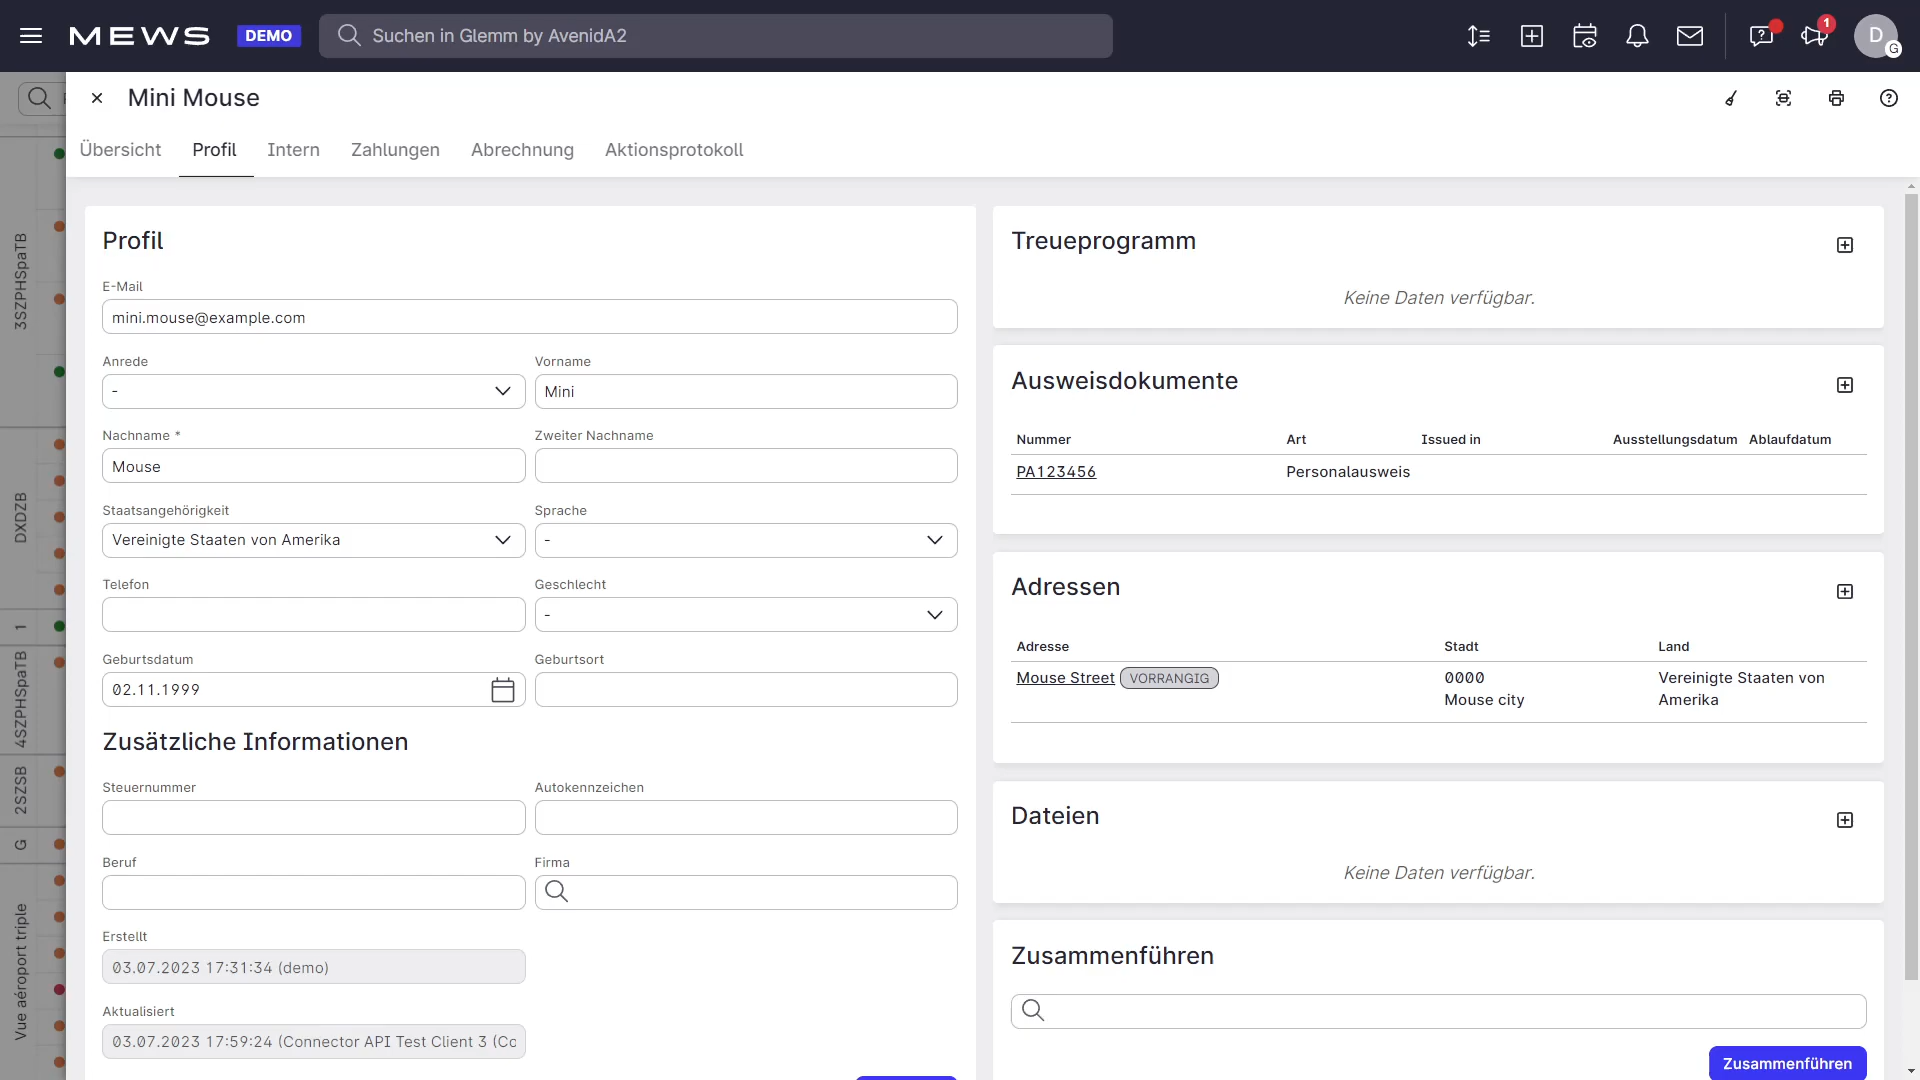 MEWS DEMO Suchen in Glemm by AvenidA2 1 D G
Mini Mouse
Übersicht Profil Intern Zahlungen Abrechnung Aktionsprotokoll
3SZPHSpaTB
DXDZB
1
4SZPHSpaTB
2SZSB
G
Vue aéroport triple
Profil
E-Mail
mini.mouse@example.com
Anrede Vorname
- Mini
Nachname * Zweiter Nachname
Mouse
Staatsangehörigkeit Sprache
Vereinigte Staaten von Amerika -
Telefon Geschlecht
-
Geburtsdatum Geburtsort
02.11.1999
Zusätzliche Informationen
Steuernummer Autokennzeichen
Beruf Firma
Erstellt
03.07.2023 17:31:34 (demo)
Aktualisiert
03.07.2023 17:59:24 (Connector API Test Client 3 (Co
Treueprogramm
Keine Daten verfügbar.
Ausweisdokumente
Nummer Art Issued in Ausstellungsdatum Ablaufdatum
PA123456 Personalausweis
Adressen
Adresse Stadt Land
Mouse Street VORRANGIG 0000 Vereinigte Staaten von
Mouse city Amerika
Dateien
Keine Daten verfügbar.
Zusammenführen
Zusammenführen